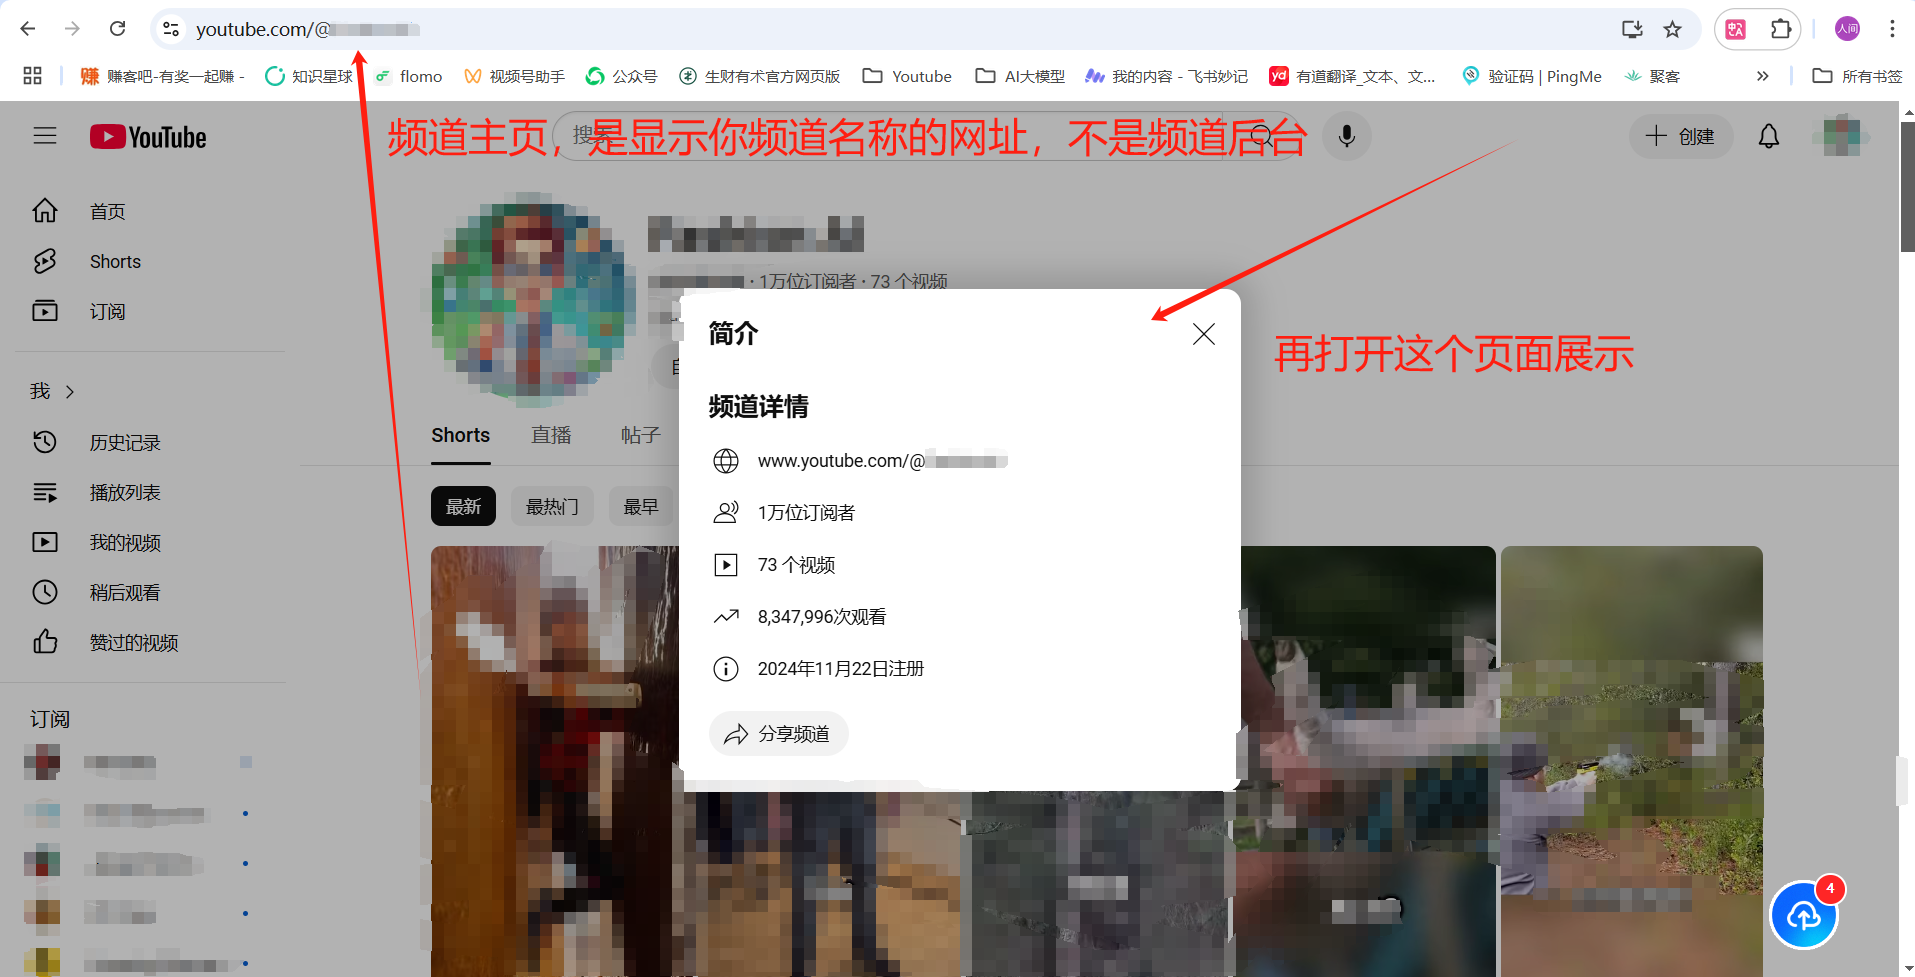 youtube.com/@
人间
赚客吧-有奖一起赚 -
知识星球
flomo
视频号助手
公众号
生财有术官方网页版
Youtube
AI大模型
我的内容 - 飞书妙记
有道翻译_文本、文...
验证码 | PingMe
聚客
»
所有书签
YouTube
搜索
频道主页，是显示你频道名称的网址，不是频道后台
创建
首页
Shorts
订阅
我
历史记录
播放列表
我的视频
稍后观看
赞过的视频
订阅
· 1万位订阅者 · 73 个视频
Shorts
直播
帖子
最新
最热门
最早
简介
频道详情
www.youtube.com/@
1万位订阅者
73 个视频
8,347,996次观看
2024年11月22日注册
分享频道
再打开这个页面展示
4